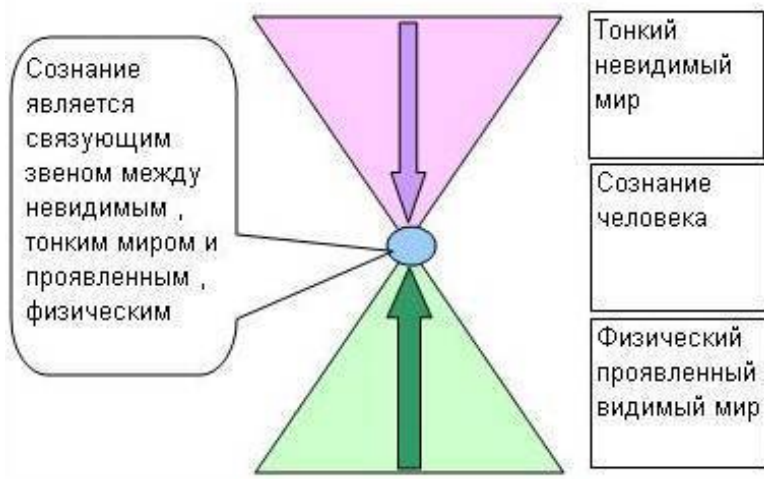 Сознание
является
связующим
звеном между
невидимым ,
тонким миром и
проявленным ,
физическим
Тонкий
невидимый
мир
Сознание
человека
Физический
проявленный
видимый мир